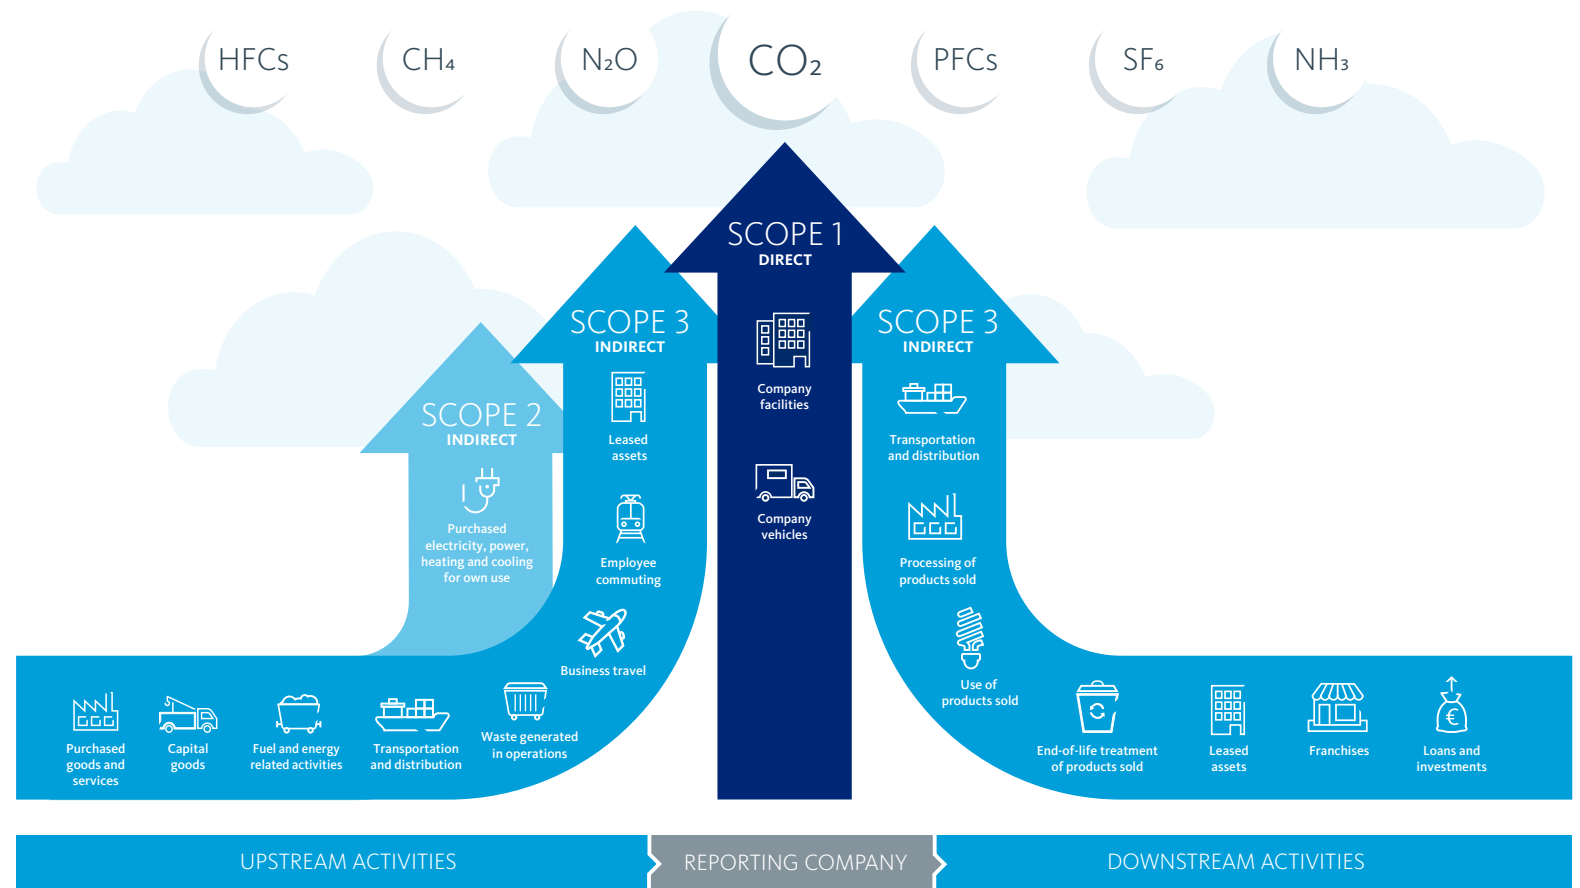 HFCs
CH₄
N₂O
CO₂
PFCs
SF₆
NH₃
SCOPE 1
DIRECT
Company
facilities
Company
vehicles
SCOPE 2
INDIRECT
Purchased
electricity, power,
heating and cooling
for own use
SCOPE 3
INDIRECT
Leased
assets
Employee
commuting
Business travel
Waste generated
in operations
Transportation
and distribution
Fuel and energy
related activities
Capital
goods
Purchased
goods and
services
SCOPE 3
INDIRECT
Transportation
and distribution
Processing of
products sold
Use of
products sold
End-of-life treatment
of products sold
Leased
assets
Franchises
€
Loans and
investments
UPSTREAM ACTIVITIES
REPORTING COMPANY
DOWNSTREAM ACTIVITIES